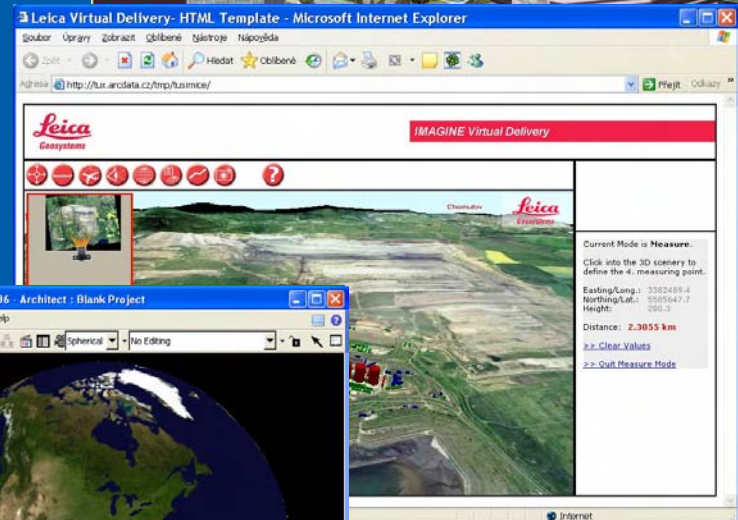 Leica Virtual Delivery- HTML Template - Microsoft Internet Explorer
Soubor Úpravy Zobrazit Oblíbené Nástroje Nápověda
Zpět Hledat Oblíbené
Adresa http://tux.arcdata.cz/tmp/tusmice/ Přejít Odkazy »
Leica
Geosystems
IMAGINE Virtual Delivery
?
Chomutov
Leica
Geosystems
Current Mode is Measure.
Click into the 3D scenery to
define the 4. measuring point.
Easting/Long.: 3382489.4
Northing/Lat.: 5585647.7
Height: 280.3
Distance: 2.3055 km
>> Clear Values
>> Quit Measure Mode
- Architect : Blank Project
Spherical No Editing
Internet